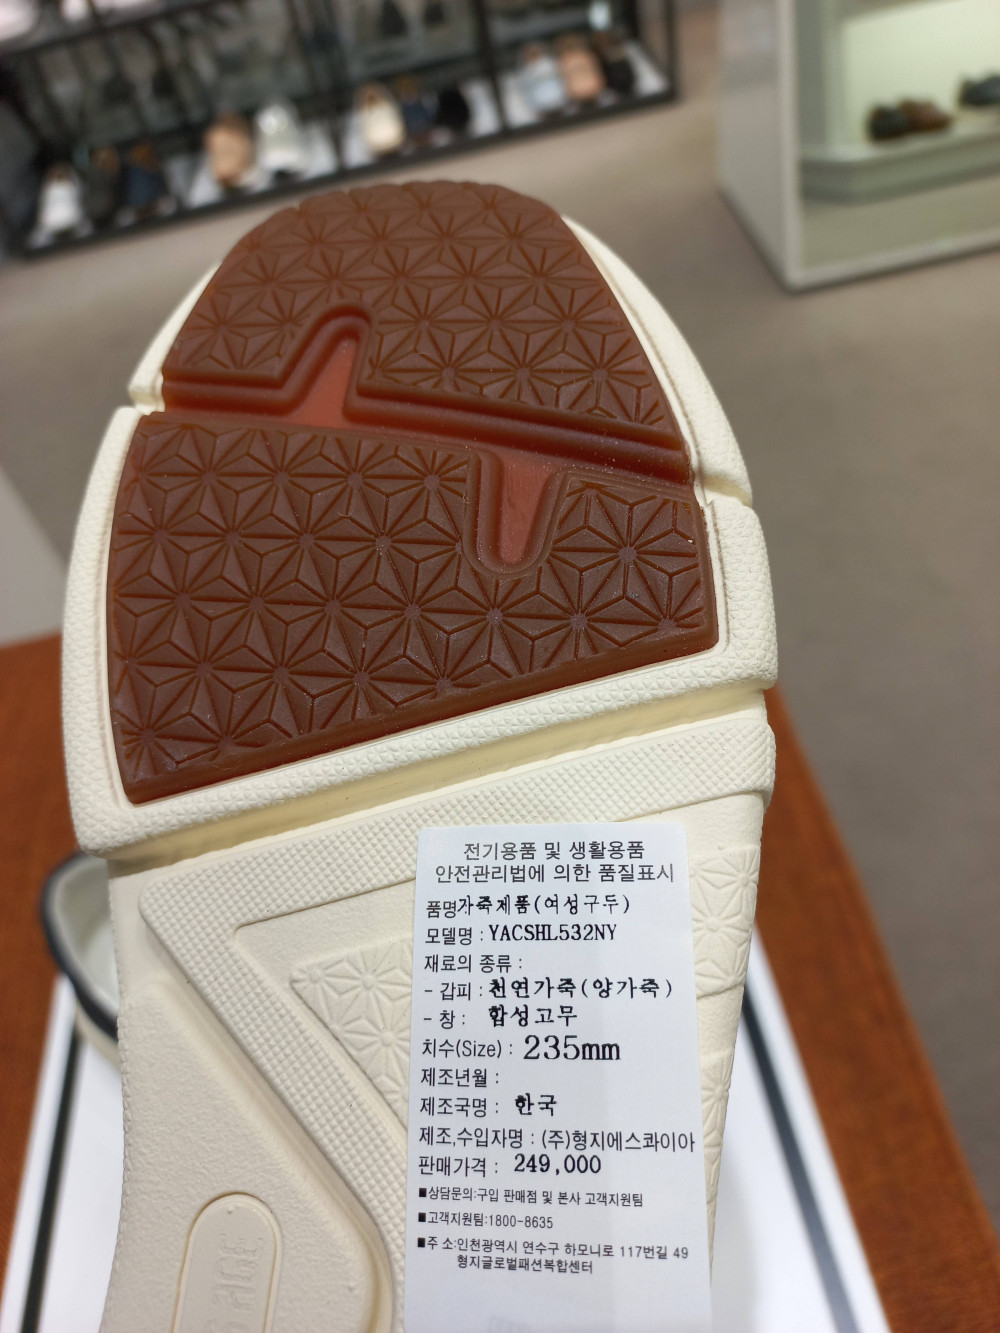 전기용품 및 생활용품
안전관리법에 의한 품질표시
품명가죽제품(여성구두)
모델명 : YACSHL532NY
재료의 종류 :
- 갑피 : 천연가죽(양가죽)
- 창 : 합성고무
치수(Size) : 235mm
제조년월 :
제조국명 : 한국
제조,수입자명 : (주)형지에스콰이아
판매가격 : 249,000
■상담문의:구입 판매점 및 본사 고객지원팀
■고객지원팀:1800-8635
■주 소:인천광역시 연수구 하모니로 117번길 49
형지글로벌패션복합센터